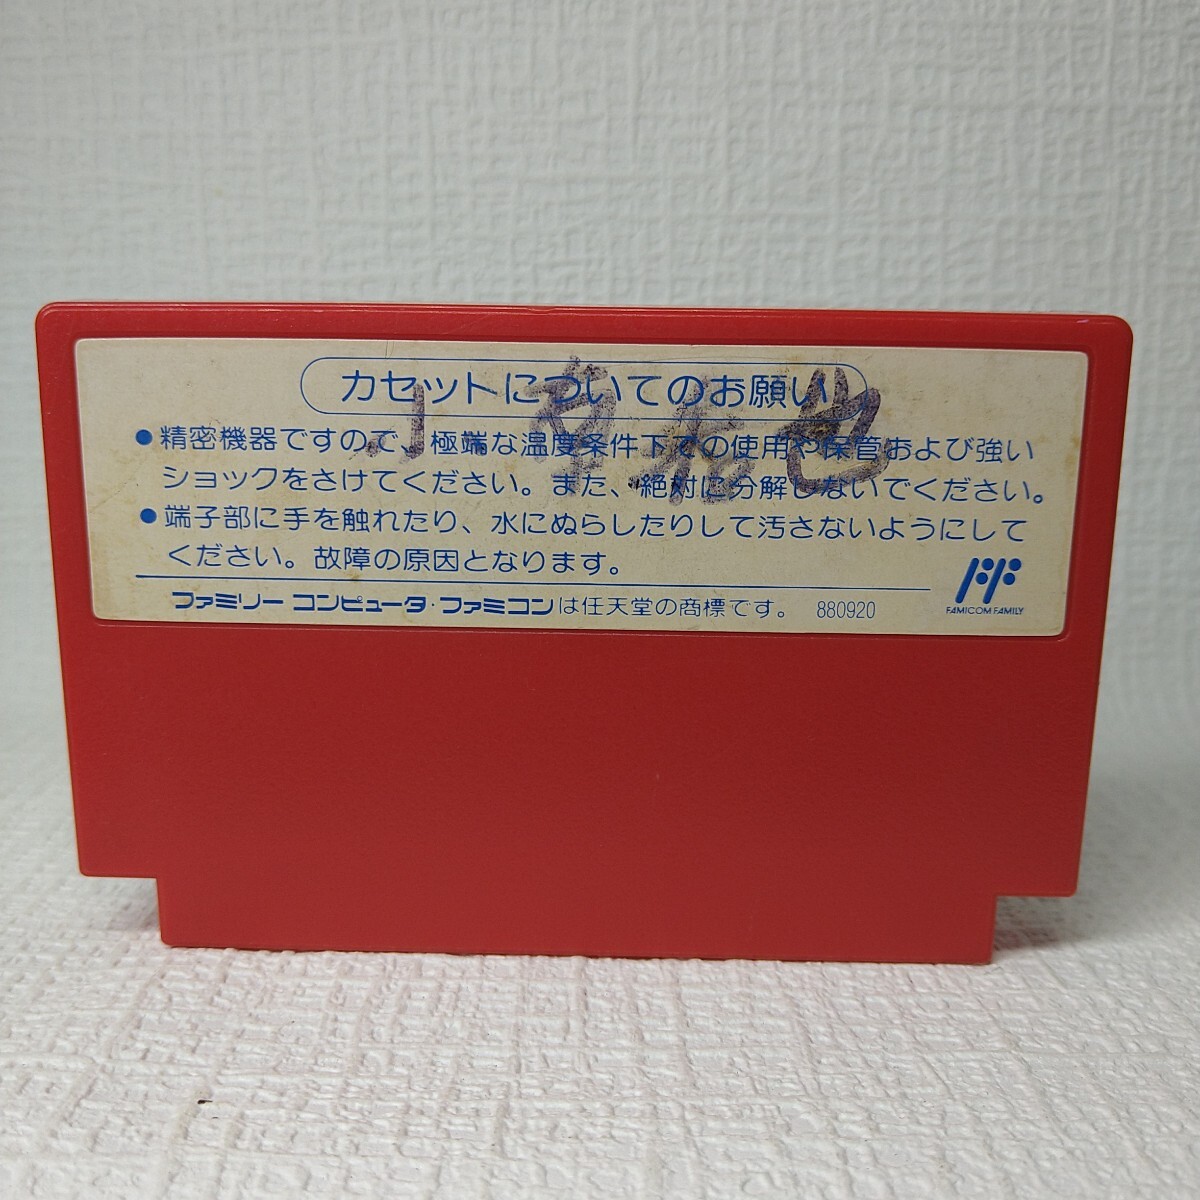 カセットについてのお願い
●精密機器ですので、極端な温度条件下での使用や保管および強い
ショックをさけてください。また、絶対に分解しないでください。
●端子部に手を触れたり、水にぬらしたりして汚さないようにして
ください。故障の原因となります。
ファミリー コンピュータ・ファミコンは任天堂の商標です。 880920
FAMICOM FAMILY